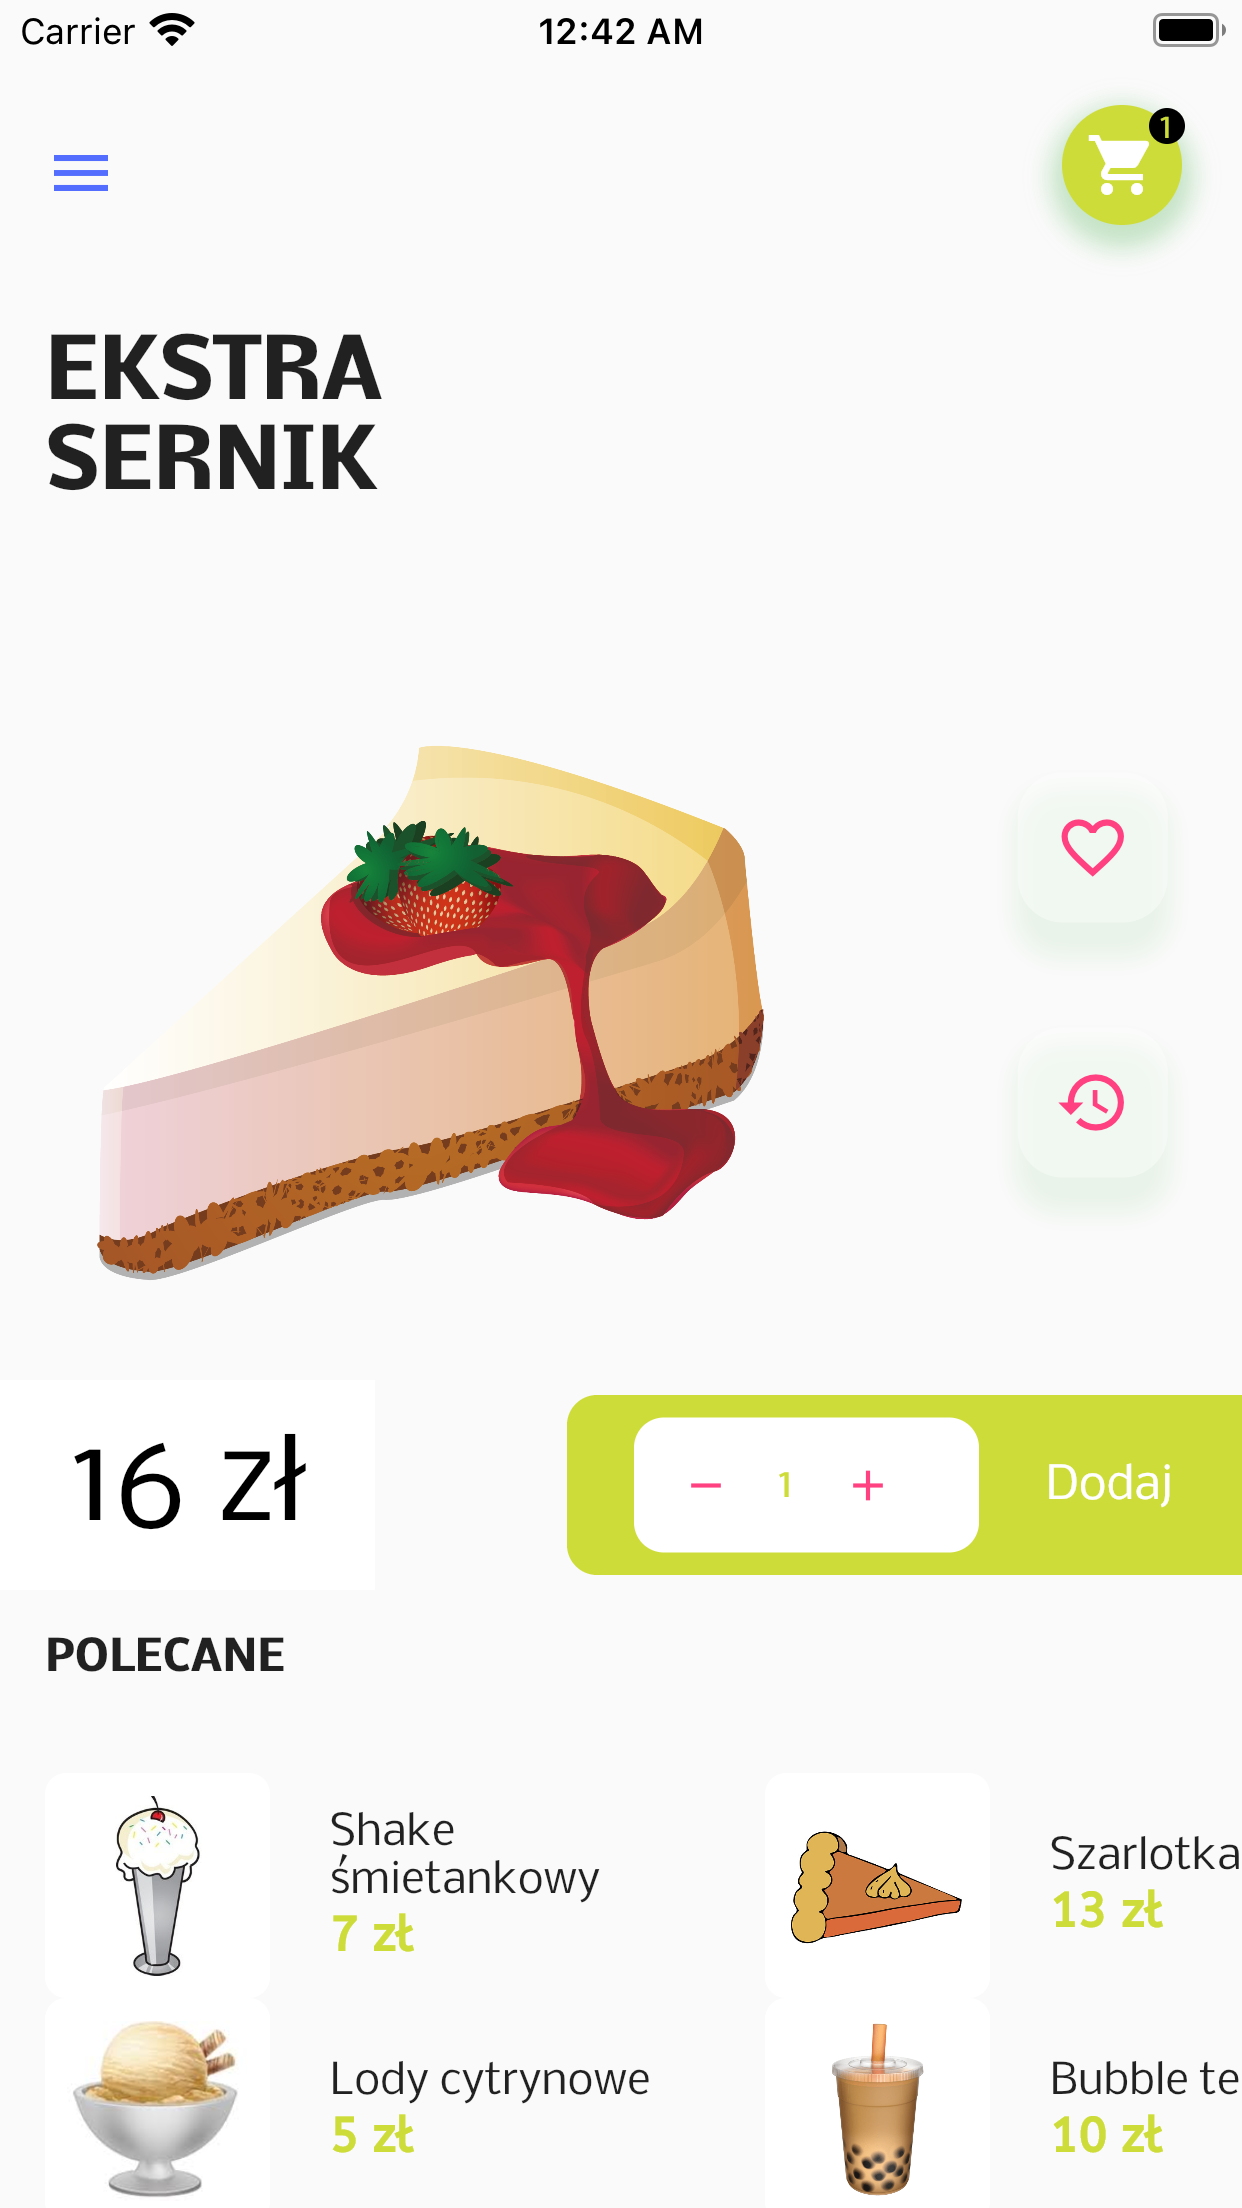 Carrier 12:42 AM
1
EKSTRA
SERNIK
16 zł
1
Dodaj
POLECANE
Shake
śmietankowy
7 zł
Szarlotka
13 zł
Lody cytrynowe
5 zł
Bubble te
10 zł